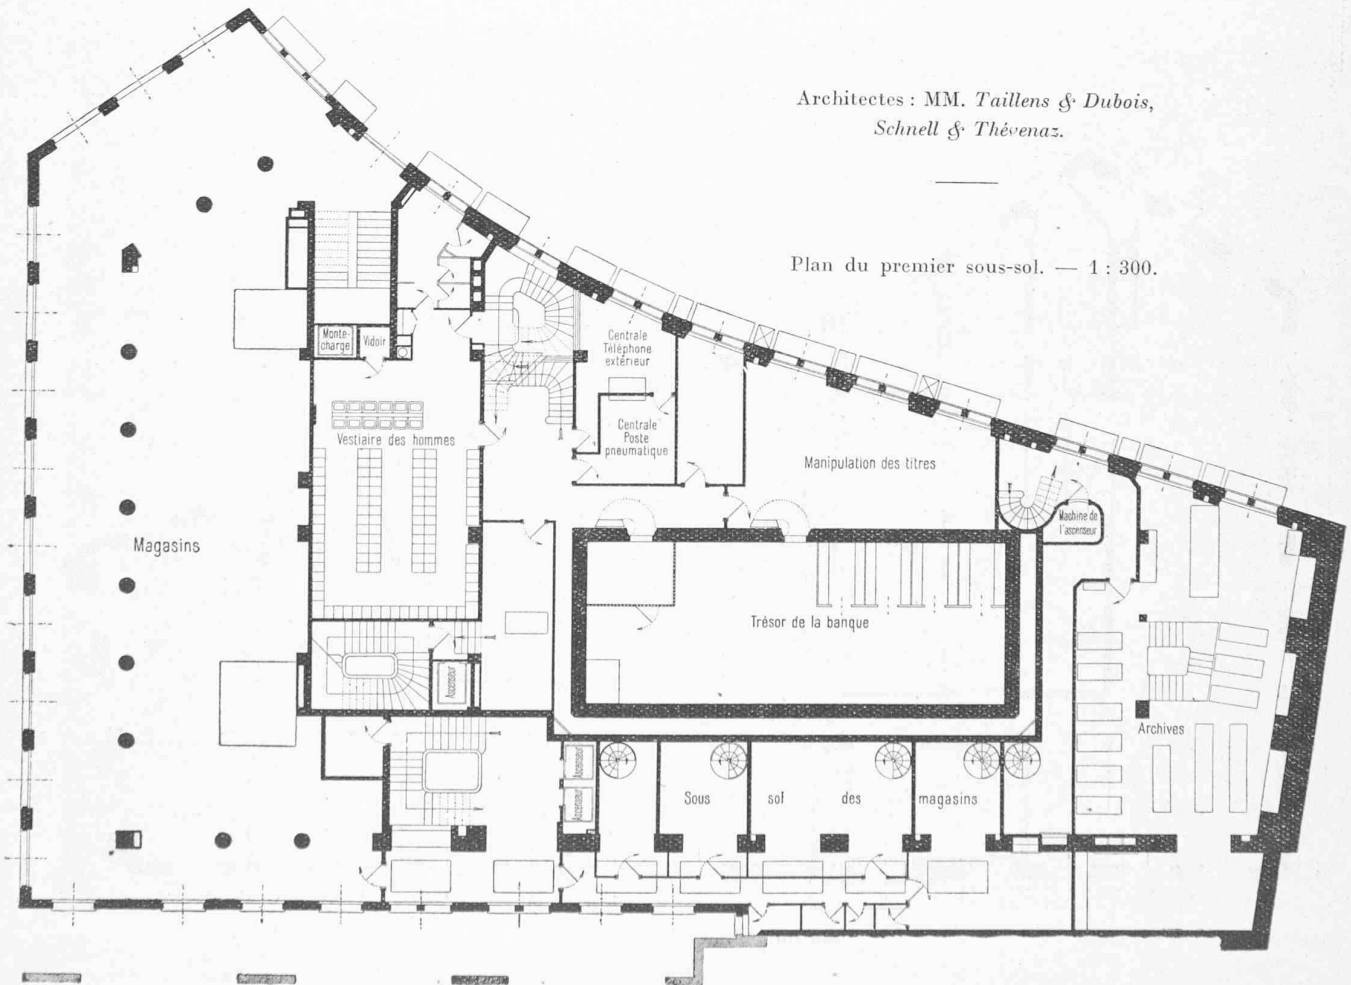 Architectes : MM. Taillens & Dubois,
Schnell & Thévenaz.
Plan du premier sous-sol. — 1 : 300.
Monte-
charge
Vidoir
Centrale
Téléphone
extérieur
Centrale
Poste
pneumatique
Vestiaire des hommes
Manipulation des titres
Machine de
l'ascenseur
Magasins
Trésor de la banque
Ascenseur
Archives
Ascenseur
Ascenseur
Sous sol des magasins